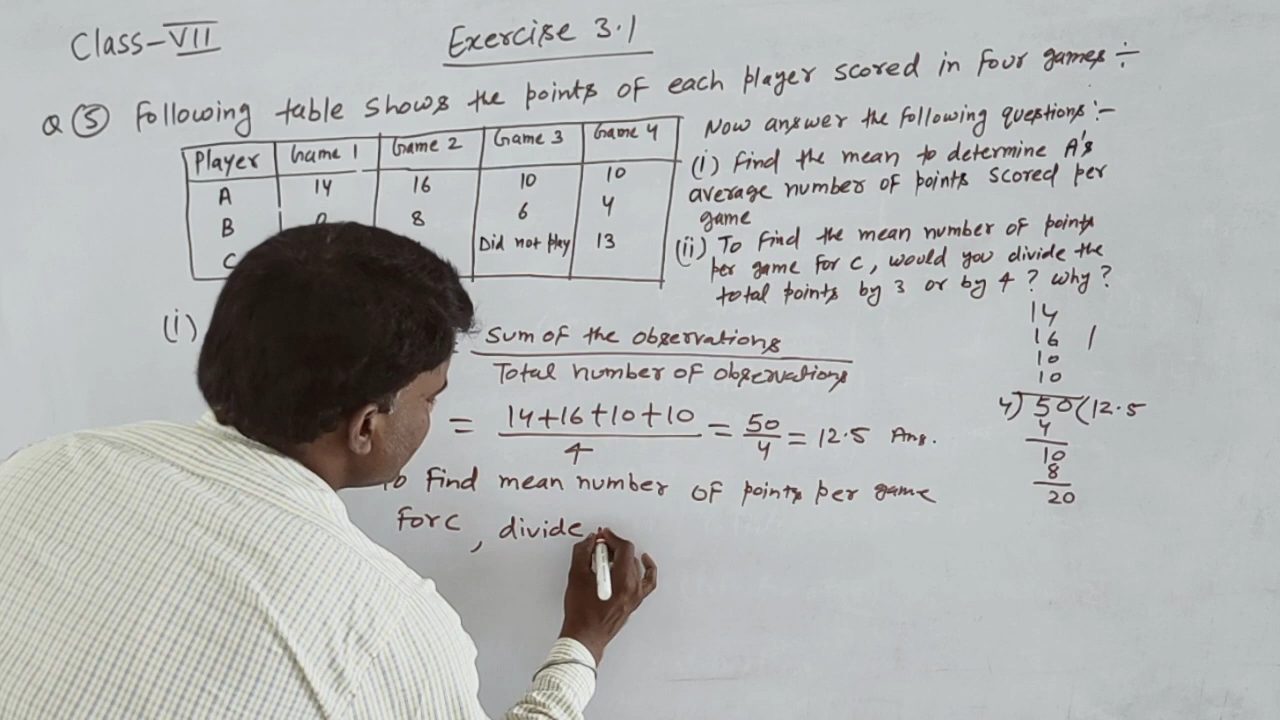 Class-VII
Exercise 3.1
Q (5) Following table shows the points of each player scored in four games ÷
Player Game 1 Game 2 Game 3 Game 4
A 14 16 10 10
B 0 8 6 4
C Did not play 13
Now answer the following questions :-
(i) Find the mean to determine A's
average number of points scored per
game
(ii) To find the mean number of points
per game for C, would you divide the
total points by 3 or by 4 ? why ?
(i)
= Sum of the observations
Total number of observations
= 14+16+10+10 = 50 = 12.5 Ans.
4 4
To find mean number of points per game
for C, divide
14
16 /
10
10
4) 50 (12.5
4
10
8
20